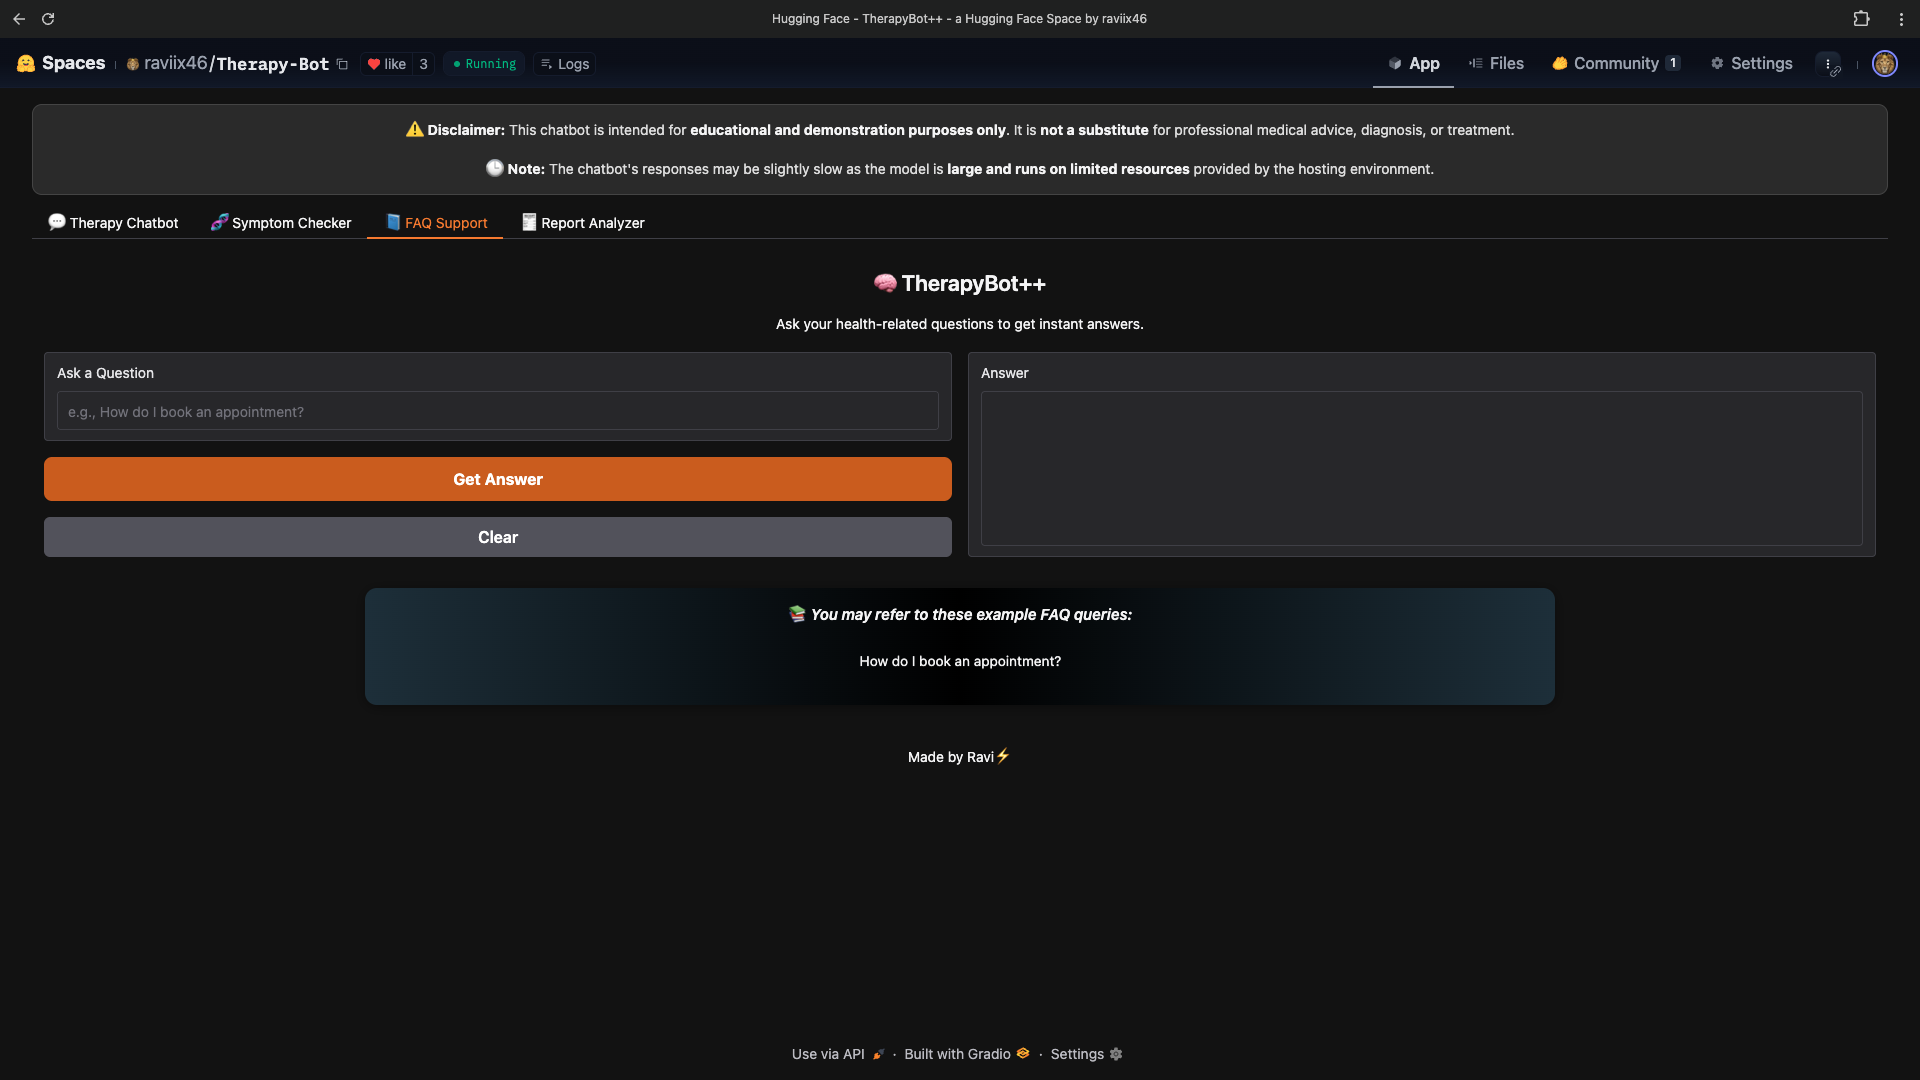 Hugging Face - TherapyBot++ - a Hugging Face Space by raviix46
Spaces raviix46/Therapy-Bot like 3 Running Logs App Files Community 1 Settings
Disclaimer: This chatbot is intended for educational and demonstration purposes only. It is not a substitute for professional medical advice, diagnosis, or treatment.
Note: The chatbot's responses may be slightly slow as the model is large and runs on limited resources provided by the hosting environment.
Therapy Chatbot Symptom Checker FAQ Support Report Analyzer
TherapyBot++
Ask your health-related questions to get instant answers.
Ask a Question
e.g., How do I book an appointment?
Get Answer
Clear
Answer
You may refer to these example FAQ queries:
How do I book an appointment?
Made by Ravi⚡
Use via API · Built with Gradio · Settings